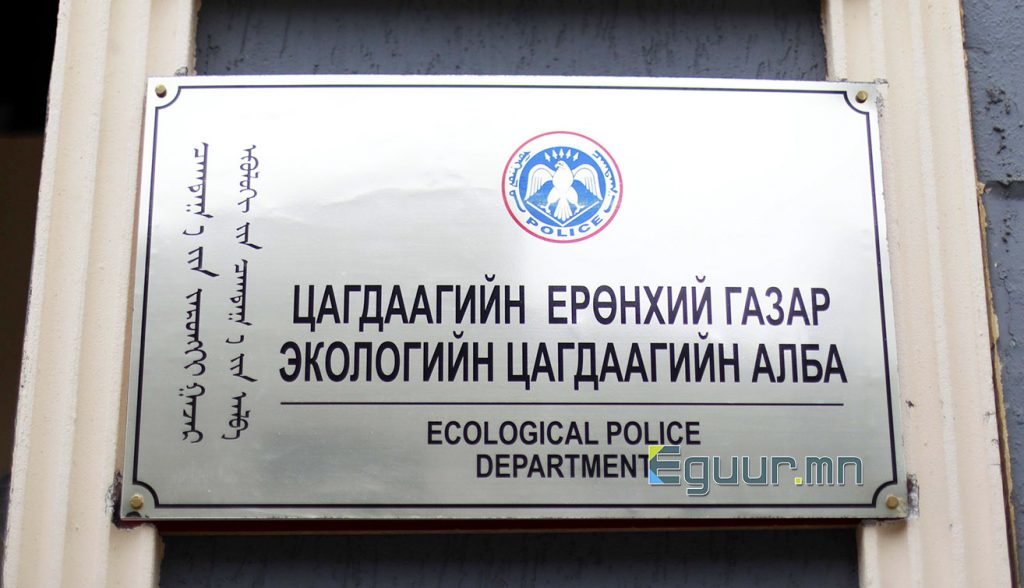 POLICE
ЦАГДААГИЙН ЕРӨНХИЙ ГАЗАР
ЭКОЛОГИЙН ЦАГДААГИЙН АЛБА
ECOLOGICAL POLICE
DEPARTMENT
Eguur.mn